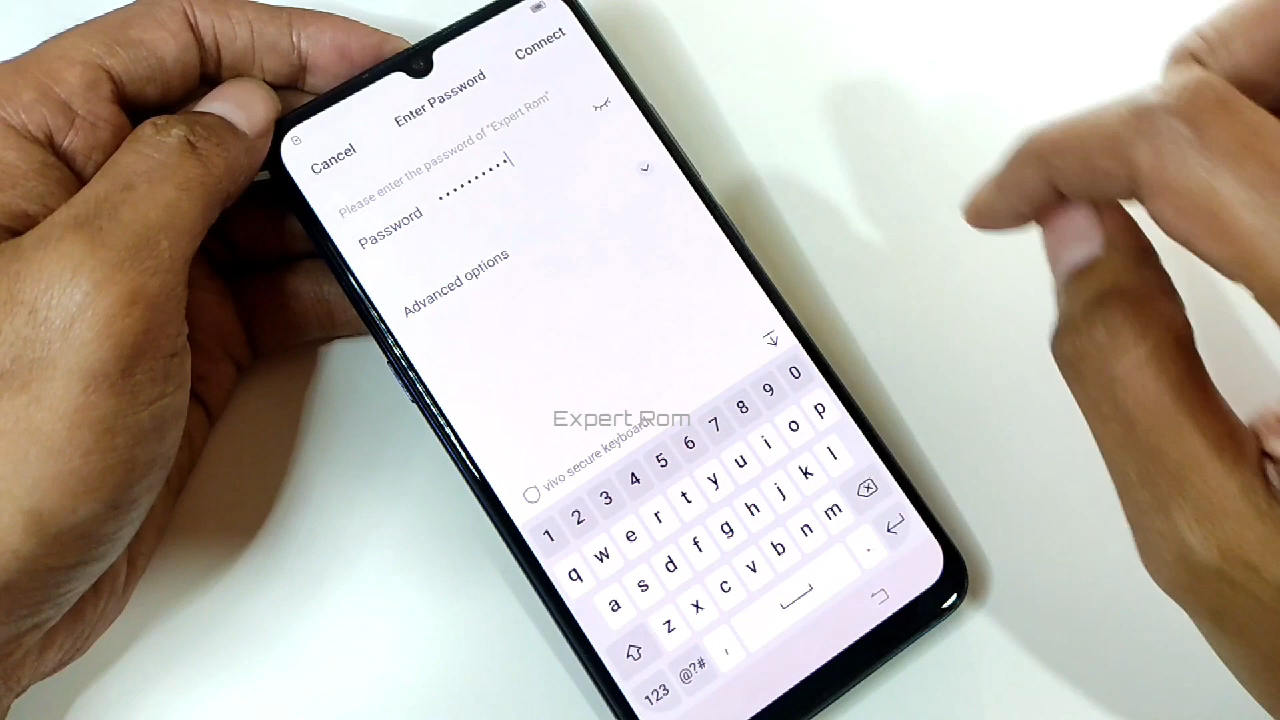 Cancel
Enter Password
Connect
Please enter the password of "Expert Rom"
Password ••••••••••
Advanced options
Expert Rom
vivo secure keyboard
1 2 3 4 5 6 7 8 9 0
q w e r t y u i o p
a s d f g h j k l
z x c v b n m
123 @?# , .